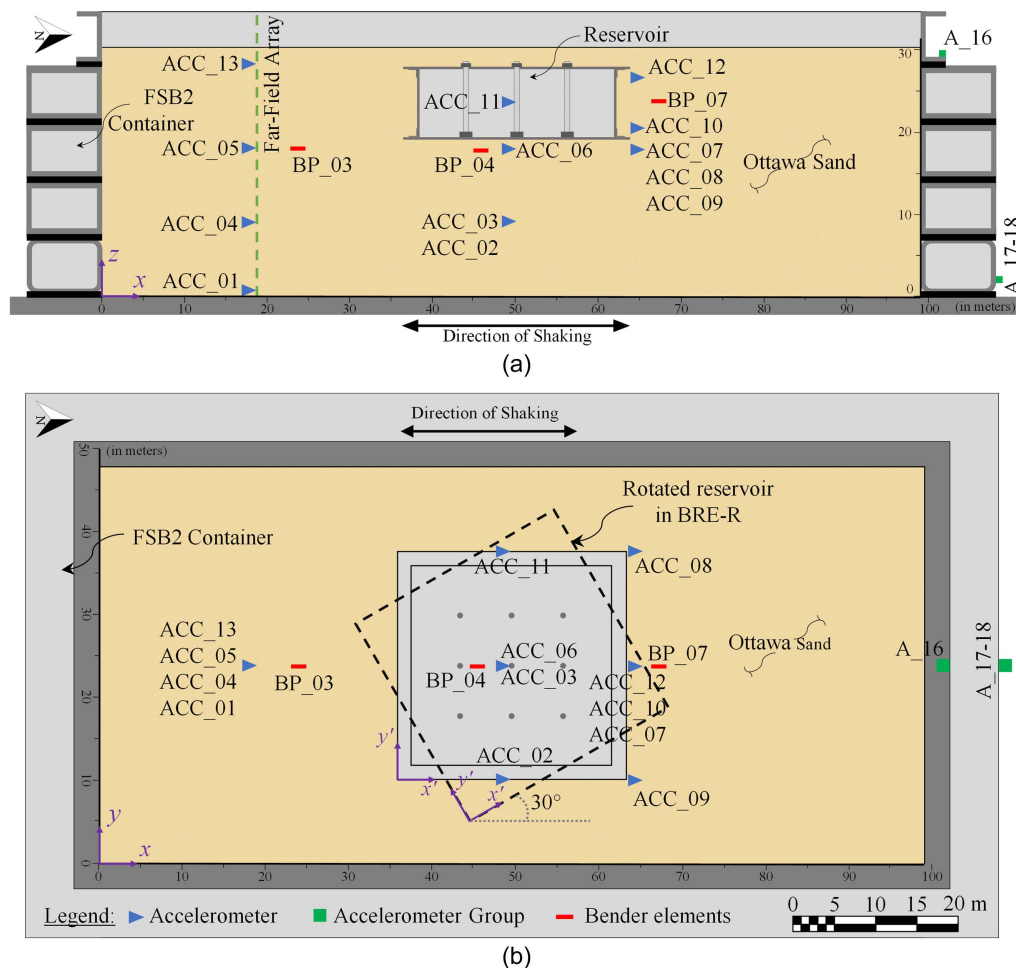 N
FSB2
Container
ACC_13
Far-Field Array
Reservoir
ACC_12
A_16
30
ACC_11
BP_07
ACC_10
20
ACC_05
BP_03
BP_04
ACC_06
ACC_07
Ottawa Sand
ACC_08
ACC_09
ACC_04
ACC_03
ACC_02
10
A_17-18
z
x
ACC_01
0
0 10 20 30 40 50 60 70 80 90 100 (in meters)
Direction of Shaking
(a)
N
Direction of Shaking
50
(in meters)
Rotated reservoir
in BRE-R
FSB2 Container
40
ACC_11
ACC_08
30
ACC_13
ACC_05
ACC_04
ACC_01
BP_03
BP_04
ACC_06
ACC_03
BP_07
Ottawa Sand
A_16
A_17-18
ACC_12
ACC_10
ACC_07
20
y'
ACC_02
x'
10
y'
x'
30°
ACC_09
y
x
0
10 20 30 40 50 60 70 80 90 100
Legend: Accelerometer Accelerometer Group Bender elements
0 5 10 15 20 m
(b)